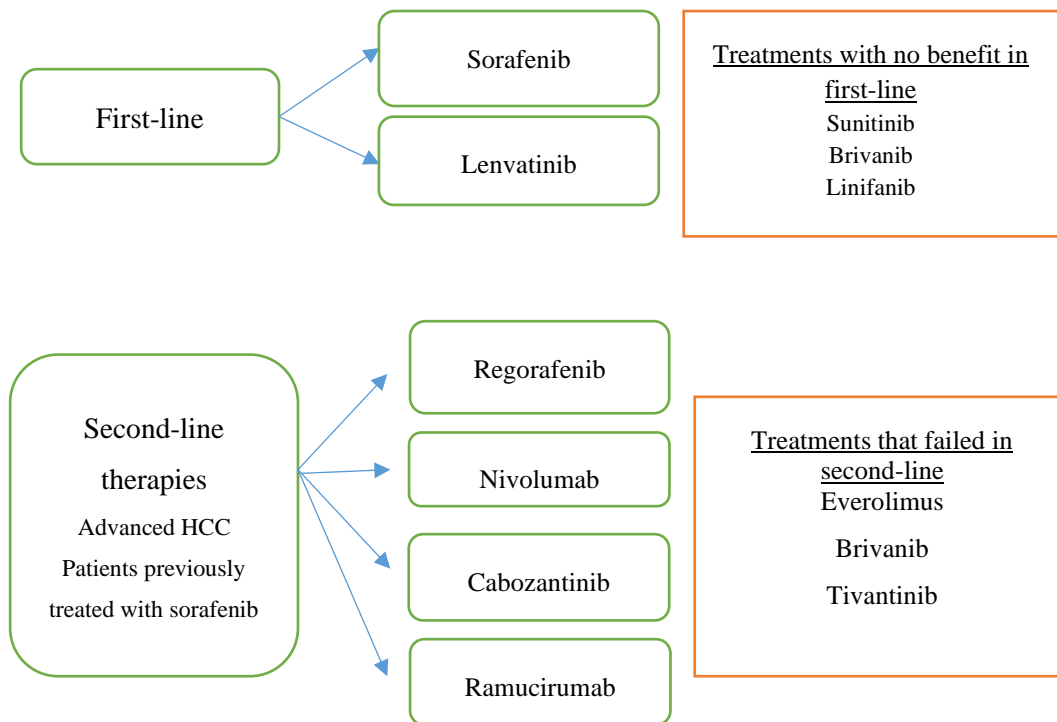 First-line
Sorafenib
Lenvatinib
Treatments with no benefit in
first-line
Sunitinib
Brivanib
Linifanib
Second-line
therapies
Advanced HCC
Patients previously
treated with sorafenib
Regorafenib
Nivolumab
Cabozantinib
Ramucirumab
Treatments that failed in
second-line
Everolimus
Brivanib
Tivantinib